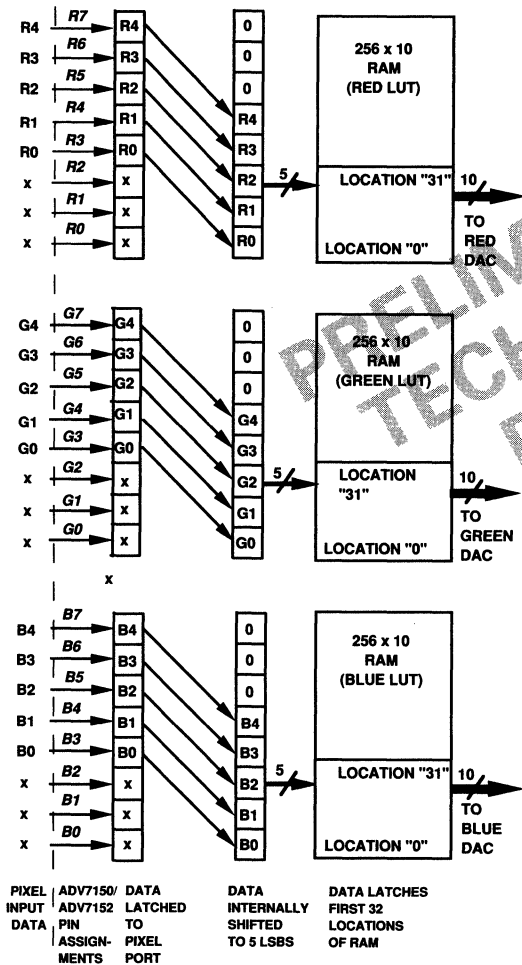 R4 R7 R4 0
R3 R6 R3 0 256 x 10
R2 R5 R2 0 RAM
(RED LUT)
R1 R4 R1 R4
R0 R3 R0 R3
x R2 x R2 5 LOCATION "31" 10
x R1 x R1 TO
x R0 x R0 LOCATION "0" RED
DAC
PRELIM
TECH
G4 G7 G4 0
G3 G6 G3 0 256 x 10
G2 G5 G2 0 RAM
(GREEN LUT)
G1 G4 G1 G4
G0 G3 G0 G3
x G2 x G2 5 LOCATION 10
x G1 x G1 "31" TO
x G0 x G0 LOCATION "0" GREEN
DAC
x
B4 B7 B4 0
B3 B6 B3 0 256 x 10
B2 B5 B2 0 RAM
(BLUE LUT)
B1 B4 B1 B4
B0 B3 B0 B3
x B2 x B2 5 LOCATION "31" 10
x B1 x B1 TO
x B0 x B0 LOCATION "0" BLUE
DAC
PIXEL ADV7150/ DATA DATA DATA LATCHES
INPUT ADV7152 LATCHED INTERNALLY FIRST 32
DATA PIN TO SHIFTED LOCATIONS
ASSIGN- PIXEL TO 5 LSBS OF RAM
MENTS PORT